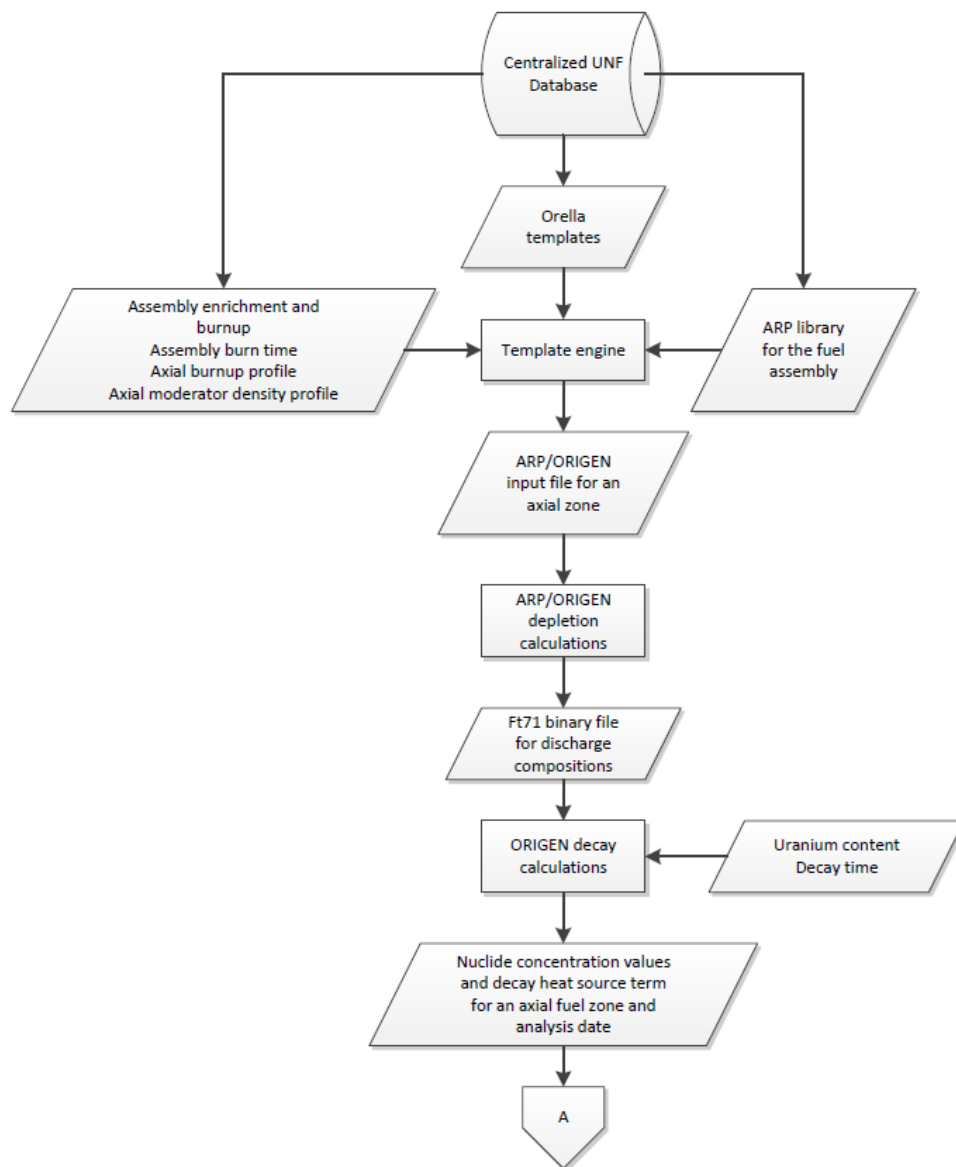 Centralized UNF
Database
Orella
templates
Assembly enrichment and
burnup
Assembly burn time
Axial burnup profile
Axial moderator density profile
Template engine
ARP library
for the fuel
assembly
ARP/ORIGEN
input file for an
axial zone
ARP/ORIGEN
depletion
calculations
Ft71 binary file
for discharge
compositions
ORIGEN decay
calculations
Uranium content
Decay time
Nuclide concentration values
and decay heat source term
for an axial fuel zone and
analysis date
A